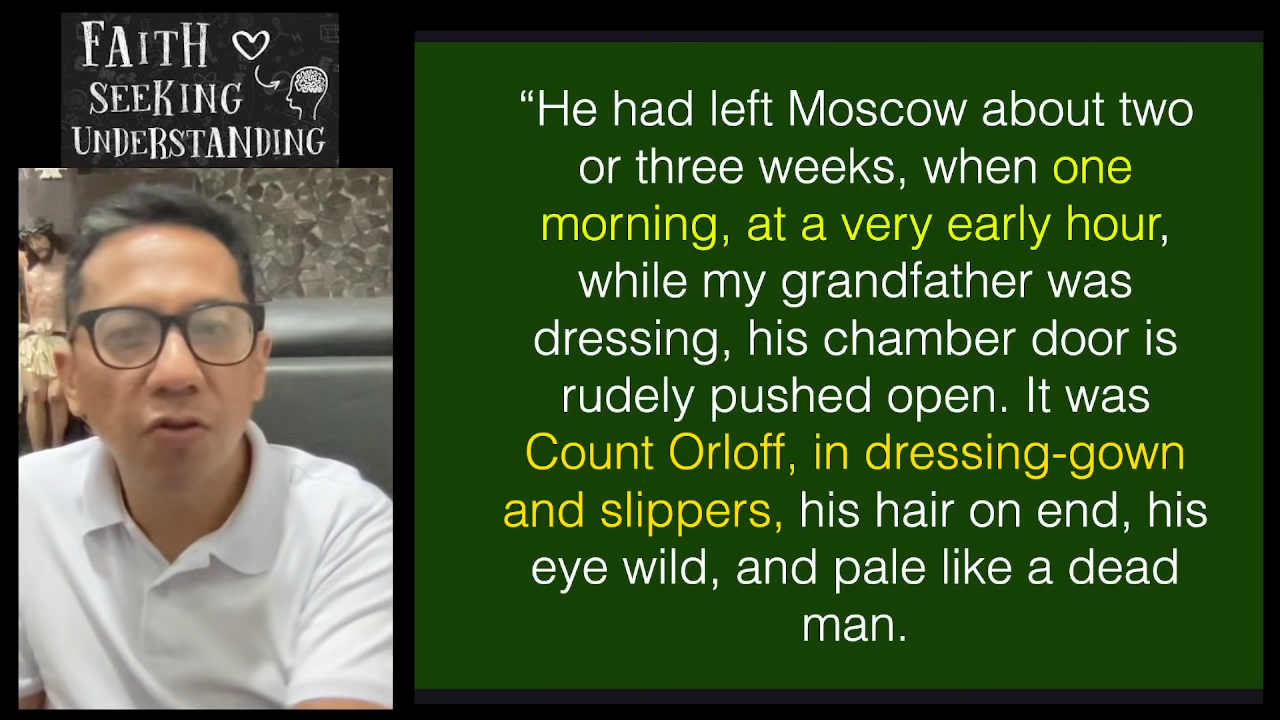 FAITH
SEEKING
UNDERSTANDING
“He had left Moscow about two
or three weeks, when one
morning, at a very early hour,
while my grandfather was
dressing, his chamber door is
rudely pushed open. It was
Count Orloff, in dressing-gown
and slippers, his hair on end, his
eye wild, and pale like a dead
man.